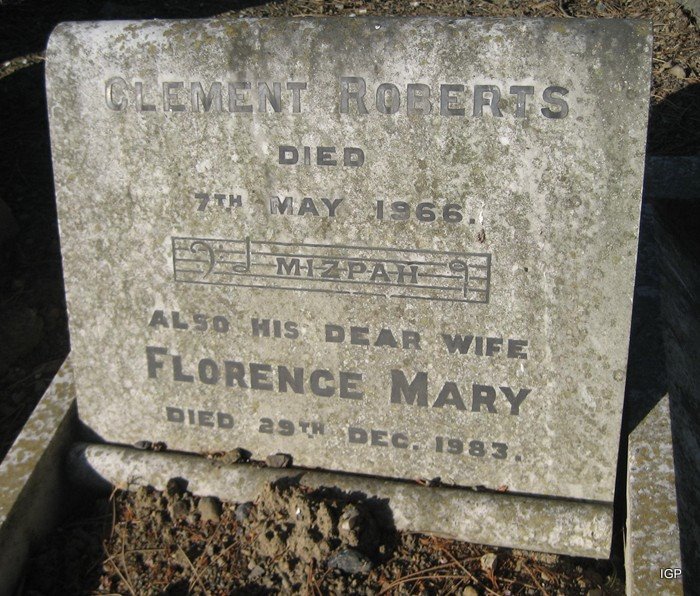 CLEMENT ROBERTS
DIED
7TH MAY 1966.
MIZPAH
ALSO HIS DEAR WIFE
FLORENCE MARY
DIED 29TH DEC. 1983.
IGP